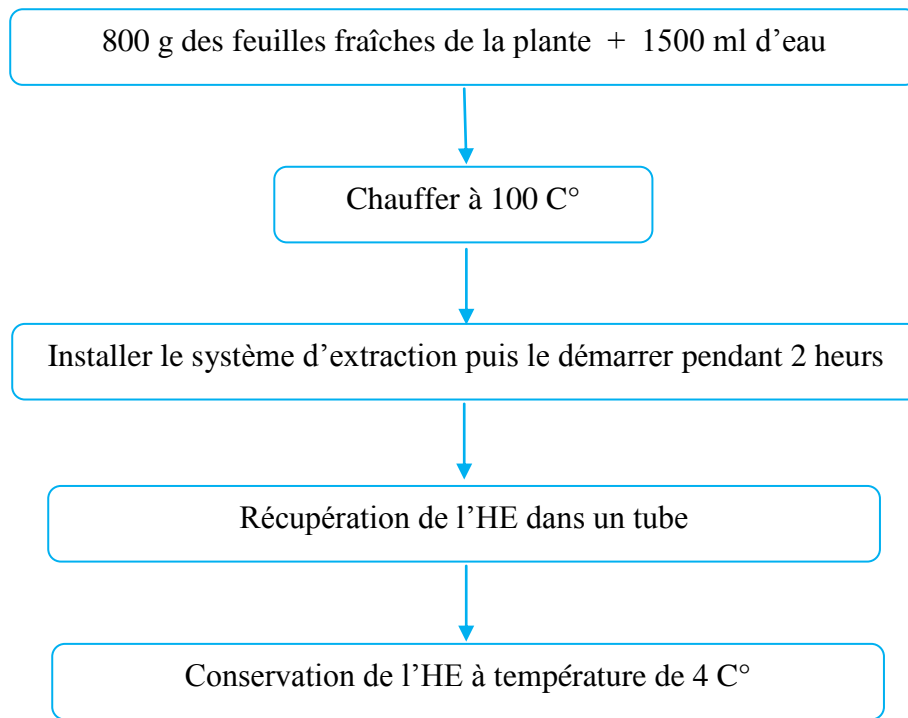 800 g des feuilles fraîches de la plante + 1500 ml d’eau
Chauffer à 100 C°
Installer le système d’extraction puis le démarrer pendant 2 heurs
Récupération de l’HE dans un tube
Conservation de l’HE à température de 4 C°